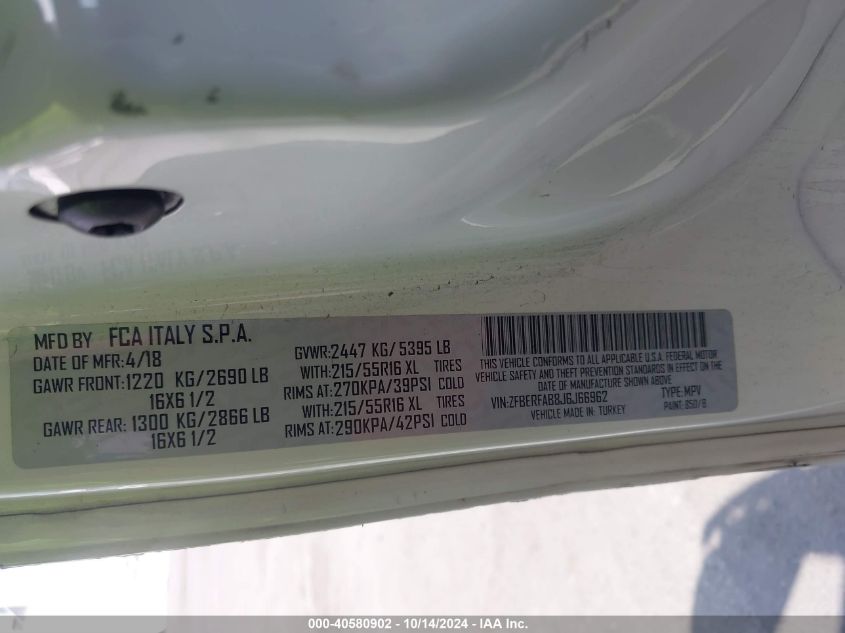 MFD BY FCA ITALY S.P.A.
DATE OF MFR:4/18
GAWR FRONT:1220 KG/2690 LB
16X6 1/2
GAWR REAR: 1300 KG/2866 LB
16X6 1/2
GVWR:2447 KG/ 5395 LB
WITH:215/55R16 XL TIRES
RIMS AT:270KPA/39PSI COLD
WITH:215/55R16 XL TIRES
RIMS AT:290KPA/42PSI COLD
THIS VEHICLE CONFORMS TO ALL APPLICABLE U.S.A. FEDERAL MOTOR
VEHICLE SAFETY AND THEFT PREVENTION STANDARDS IN EFFECT ON THE
DATE OF MANUFACTURE SHOWN ABOVE
VIN:ZFBERFAB8J6J66962 TYPE:MPV
VEHICLE MADE IN: TURKEY PAINT: 850/B
000-40580902 - 10/14/2024 - IAA Inc.